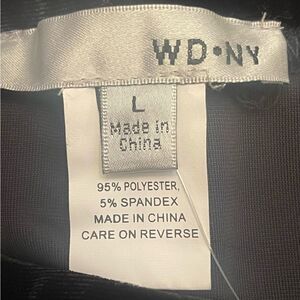 WD•NY
L
Made in
China
95% POLYESTER,
5% SPANDEX
MADE IN CHINA
CARE ON REVERSE